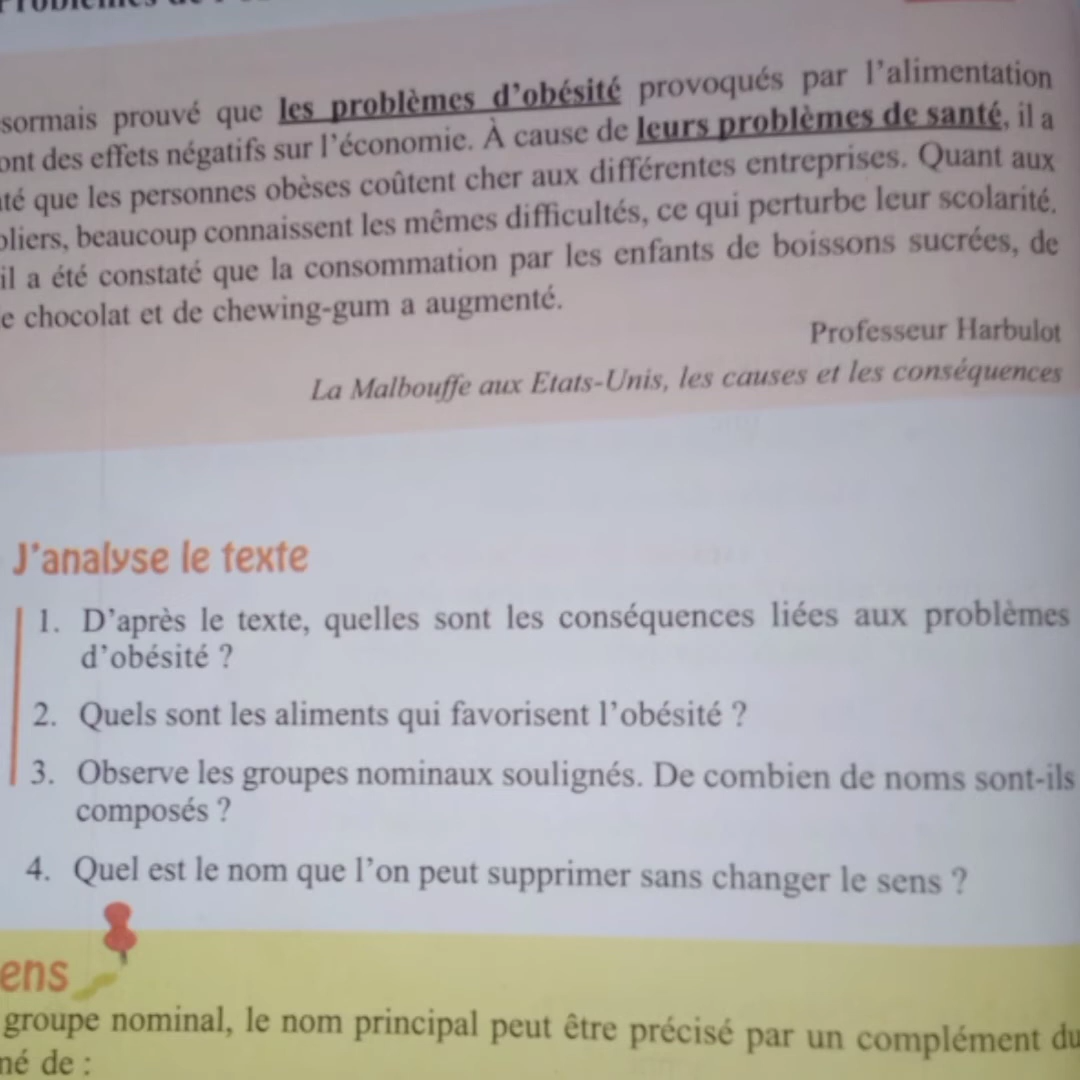 sormais prouvé que les problèmes d'obésité provoqués par l'alimentation
ont des effets négatifs sur l'économie. À cause de leurs problèmes de santé, il a
té que les personnes obèses coûtent cher aux différentes entreprises. Quant aux
oliers, beaucoup connaissent les mêmes difficultés, ce qui perturbe leur scolarité.
il a été constaté que la consommation par les enfants de boissons sucrées, de
e chocolat et de chewing-gum a augmenté.
Professeur Harbulot
La Malbouffe aux Etats-Unis, les causes et les conséquences
J'analyse le texte
1. D'après le texte, quelles sont les conséquences liées aux problèmes
d'obésité ?
2. Quels sont les aliments qui favorisent l'obésité ?
3. Observe les groupes nominaux soulignés. De combien de noms sont-ils
composés ?
4. Quel est le nom que l'on peut supprimer sans changer le sens ?
ens
groupe nominal, le nom principal peut être précisé par un complément du
né de :